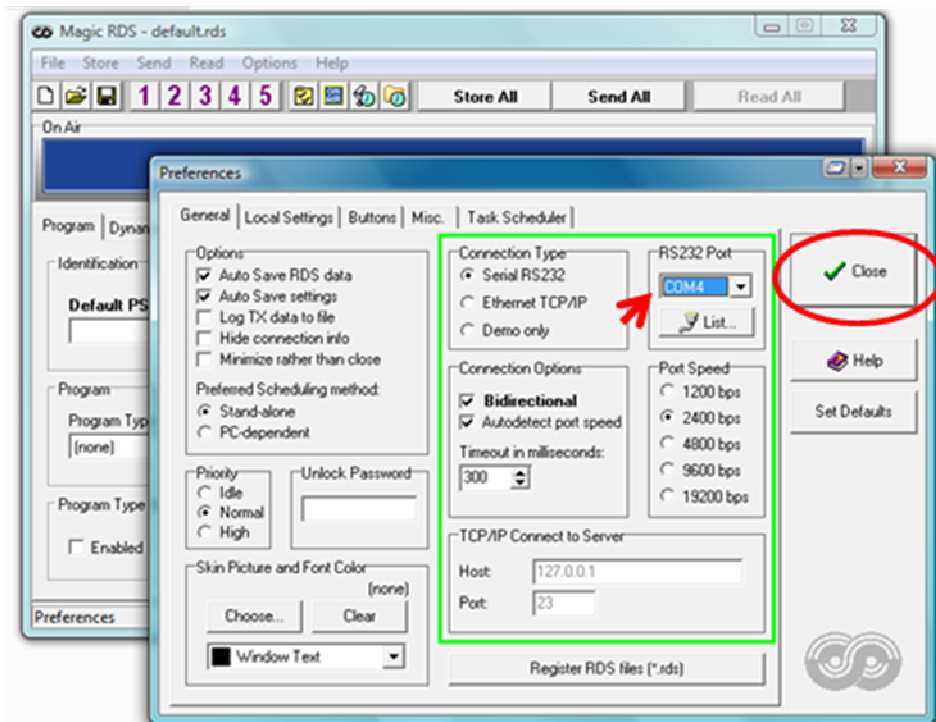 Magic RDS - default.rds
File Store Send Read Options Help
1 2 3 4 5 Store All Send All Read All
On Air
Preferences
Program Dynam
General Local Settings Buttons Misc. Task Scheduler
Identification
Default PS
Program
Program Typ
(none)
Program Type
Enabled
Preferences
Options
Auto Save RDS data
Auto Save settings
Log TX data to file
Hide connection info
Minimize rather than close
Preferred Scheduling method:
Stand-alone
PC-dependent
Priority
Idle
Normal
High
Unlock Password
Skin Picture and Font Color
(none)
Choose... Clear
Window Text
Connection Type
Serial RS232
Ethernet TCP/IP
Demo only
RS232 Port
COM4
List...
Connection Options
Bidirectional
Autodetect port speed
Timeout in milliseconds:
300
Port Speed
1200 bps
2400 bps
4800 bps
9600 bps
19200 bps
TCP/IP Connect to Server
Host: 127.0.0.1
Port: 23
Register RDS files (*.rds)
Close
Help
Set Defaults